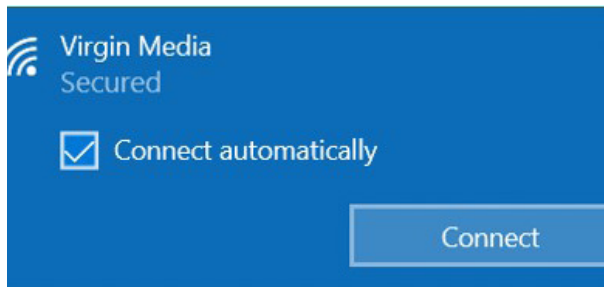 Virgin Media
Secured
Connect automatically
Connect